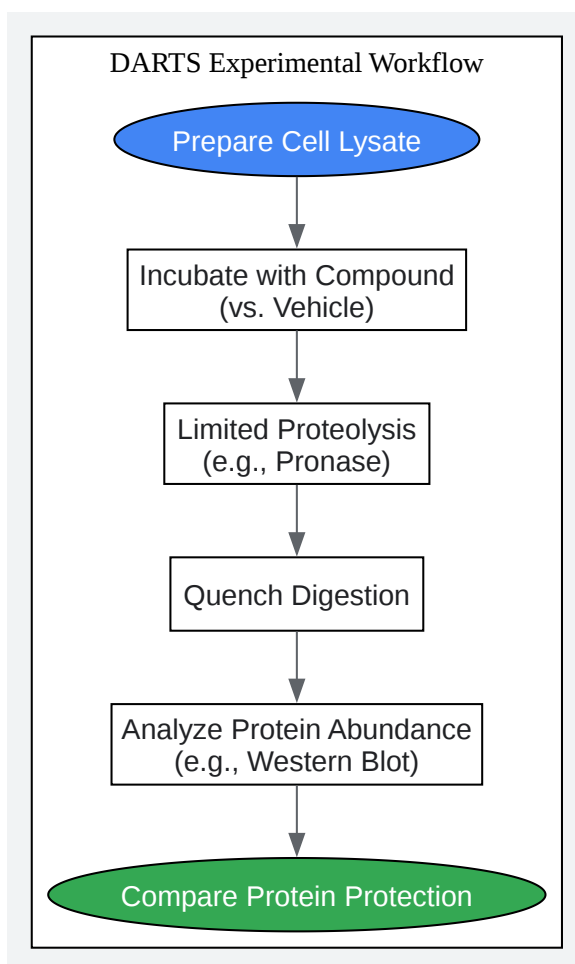 DARTS Experimental Workflow
Prepare Cell Lysate
Incubate with Compound
(vs. Vehicle)
Limited Proteolysis
(e.g., Pronase)
Quench Digestion
Analyze Protein Abundance
(e.g., Western Blot)
Compare Protein Protection